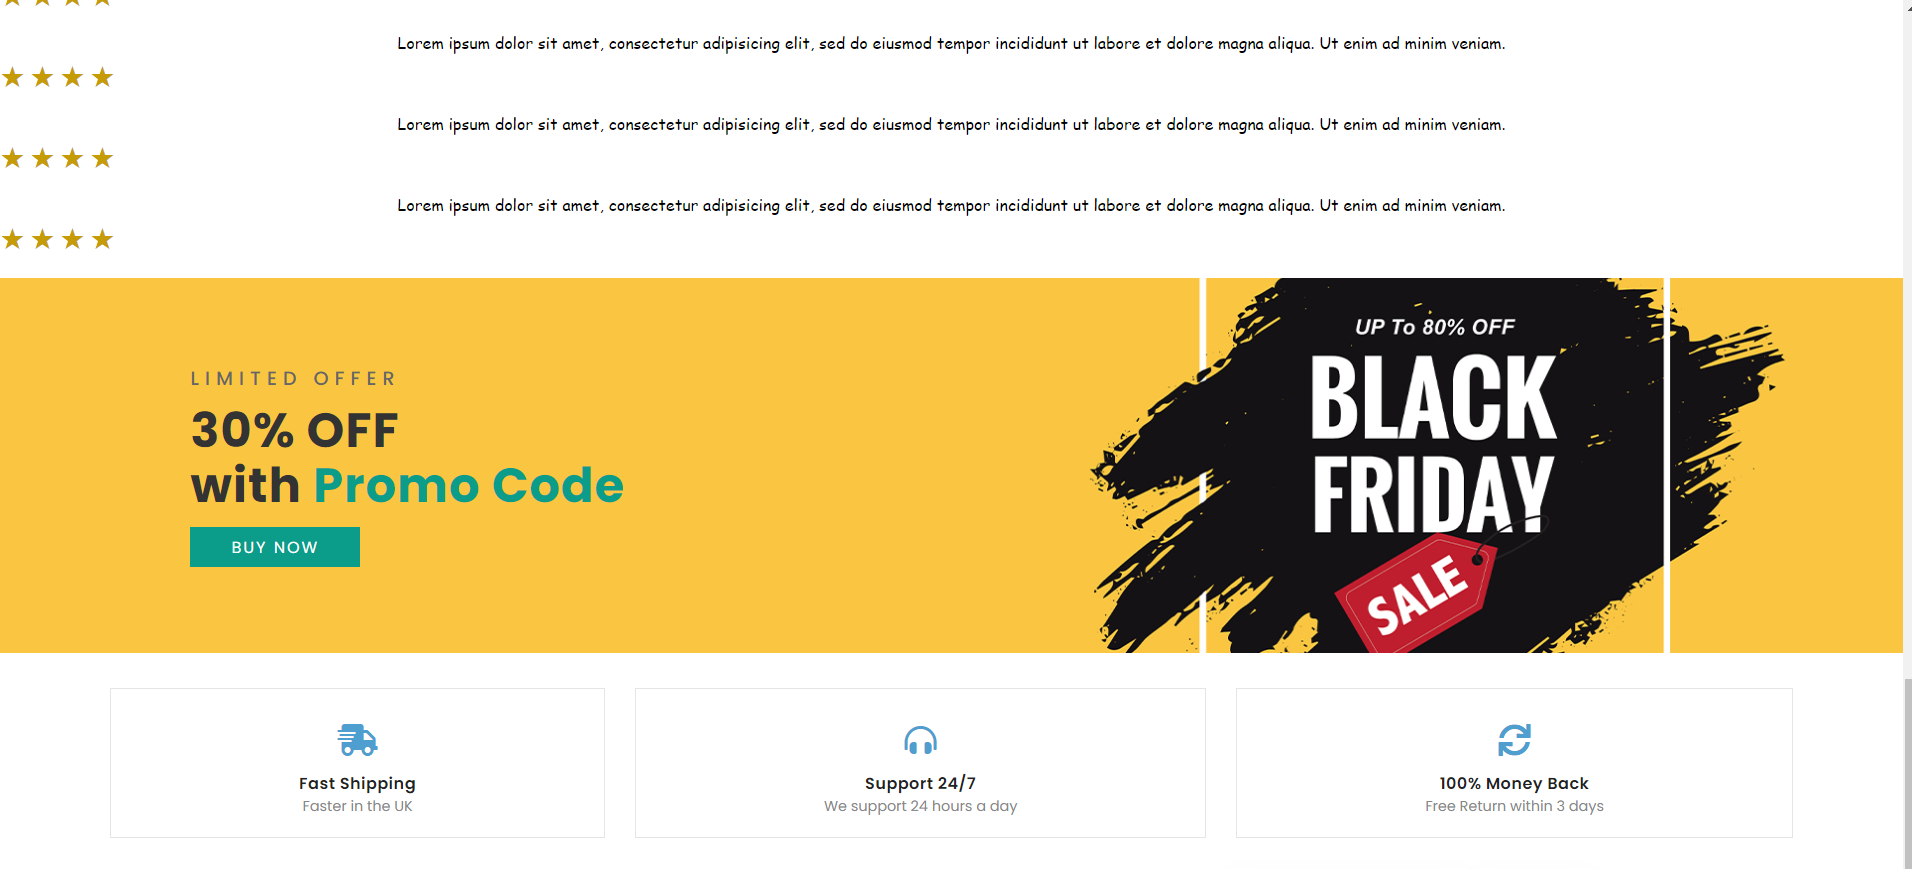 Lorem ipsum dolor sit amet, consectetur adipisicing elit, sed do eiusmod tempor incididunt ut labore et dolore magna aliqua. Ut enim ad minim veniam.
Lorem ipsum dolor sit amet, consectetur adipisicing elit, sed do eiusmod tempor incididunt ut labore et dolore magna aliqua. Ut enim ad minim veniam.
Lorem ipsum dolor sit amet, consectetur adipisicing elit, sed do eiusmod tempor incididunt ut labore et dolore magna aliqua. Ut enim ad minim veniam.
LIMITED OFFER
30% OFF
with Promo Code
BUY NOW
UP To 80% OFF
BLACK
FRIDAY
SALE
Fast Shipping
Faster in the UK
Support 24/7
We support 24 hours a day
100% Money Back
Free Return within 3 days